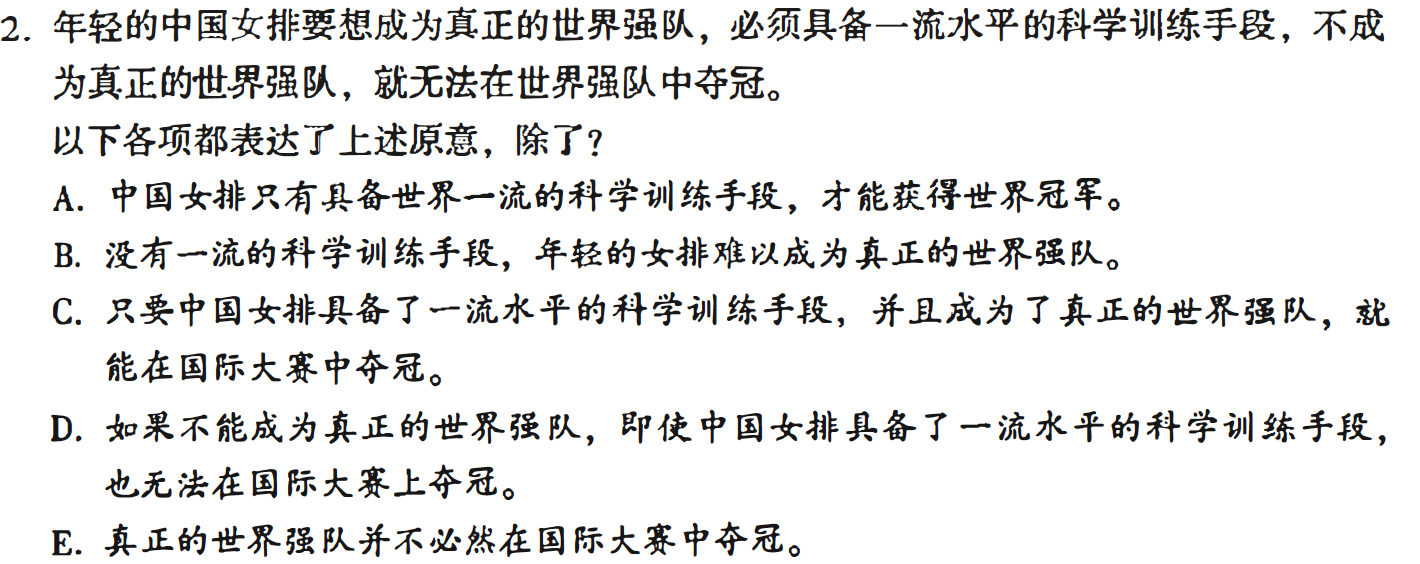 2. 年轻的中国女排要想成为真正的世界强队，必须具备一流水平的科学训练手段，不成
为真正的世界强队，就无法在世界强队中夺冠。
以下各项都表达了上述原意，除了？
A. 中国女排只有具备世界一流的科学训练手段，才能获得世界冠军。
B. 没有一流的科学训练手段，年轻的女排难以成为真正的世界强队。
C. 只要中国女排具备了一流水平的科学训练手段，并且成为了真正的世界强队，就
能在国际大赛中夺冠。
D. 如果不能成为真正的世界强队，即使中国女排具备了一流水平的科学训练手段，
也无法在国际大赛上夺冠。
E. 真正的世界强队并不必然在国际大赛中夺冠。